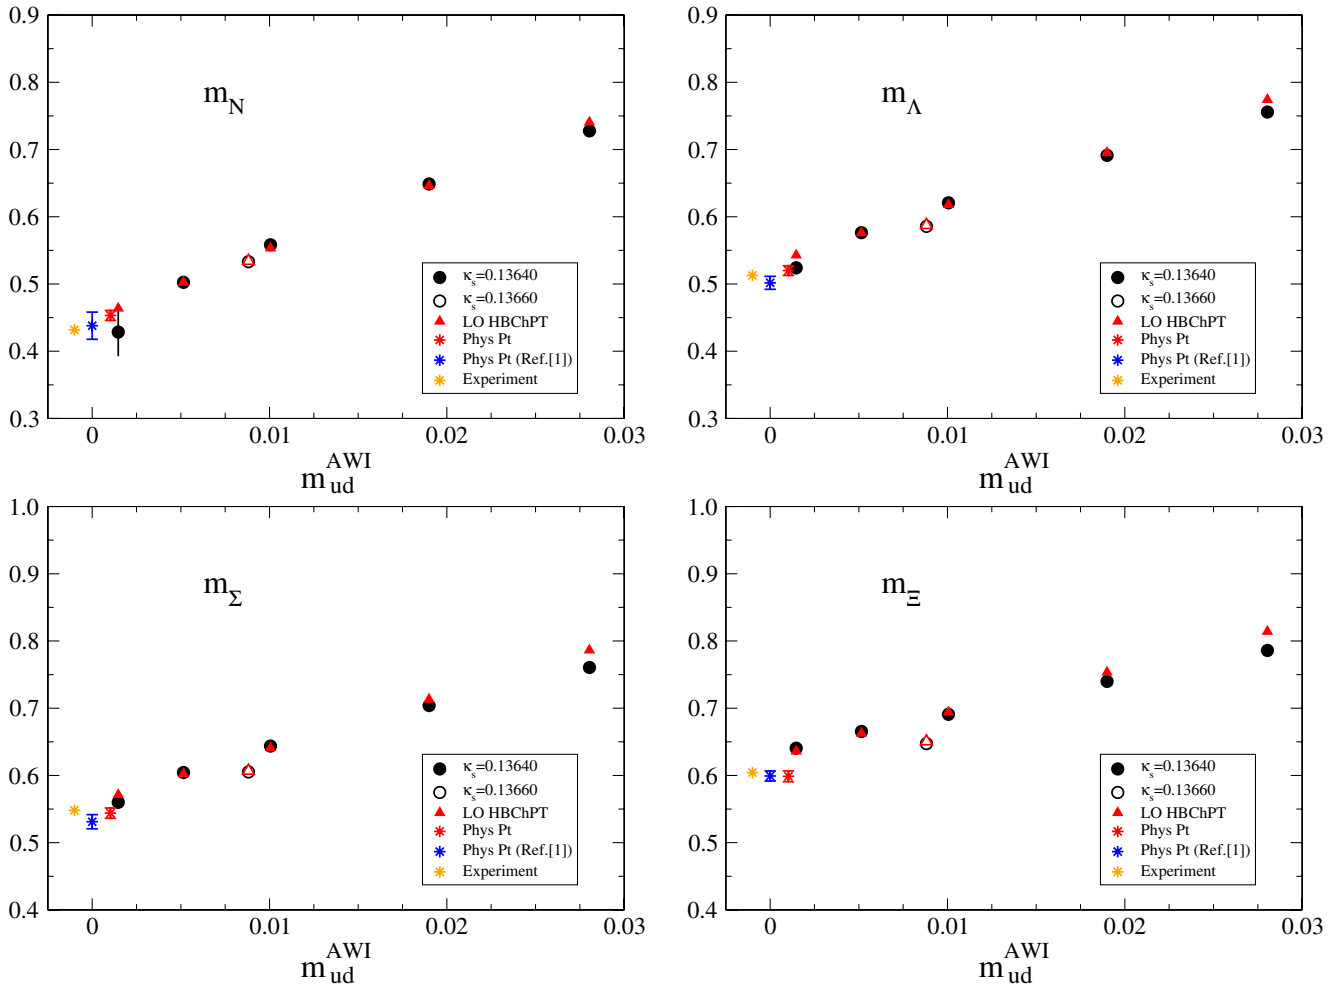 0.9
0.8
0.7
0.6
0.5
0.4
0.3
0
0.01
0.02
0.03
m_N
κ_s=0.13640
κ_s=0.13660
LO HBChPT
Phys Pt
Phys Pt (Ref.[1])
Experiment
m_ud^AWI
0.9
0.8
0.7
0.6
0.5
0.4
0.3
0
0.01
0.02
0.03
m_Λ
κ_s=0.13640
κ_s=0.13660
LO HBChPT
Phys Pt
Phys Pt (Ref.[1])
Experiment
m_ud^AWI
1.0
0.9
0.8
0.7
0.6
0.5
0.4
0
0.01
0.02
0.03
m_Σ
κ_s=0.13640
κ_s=0.13660
LO HBChPT
Phys Pt
Phys Pt (Ref.[1])
Experiment
m_ud^AWI
1.0
0.9
0.8
0.7
0.6
0.5
0.4
0
0.01
0.02
0.03
m_Ξ
κ_s=0.13640
κ_s=0.13660
LO HBChPT
Phys Pt
Phys Pt (Ref.[1])
Experiment
m_ud^AWI